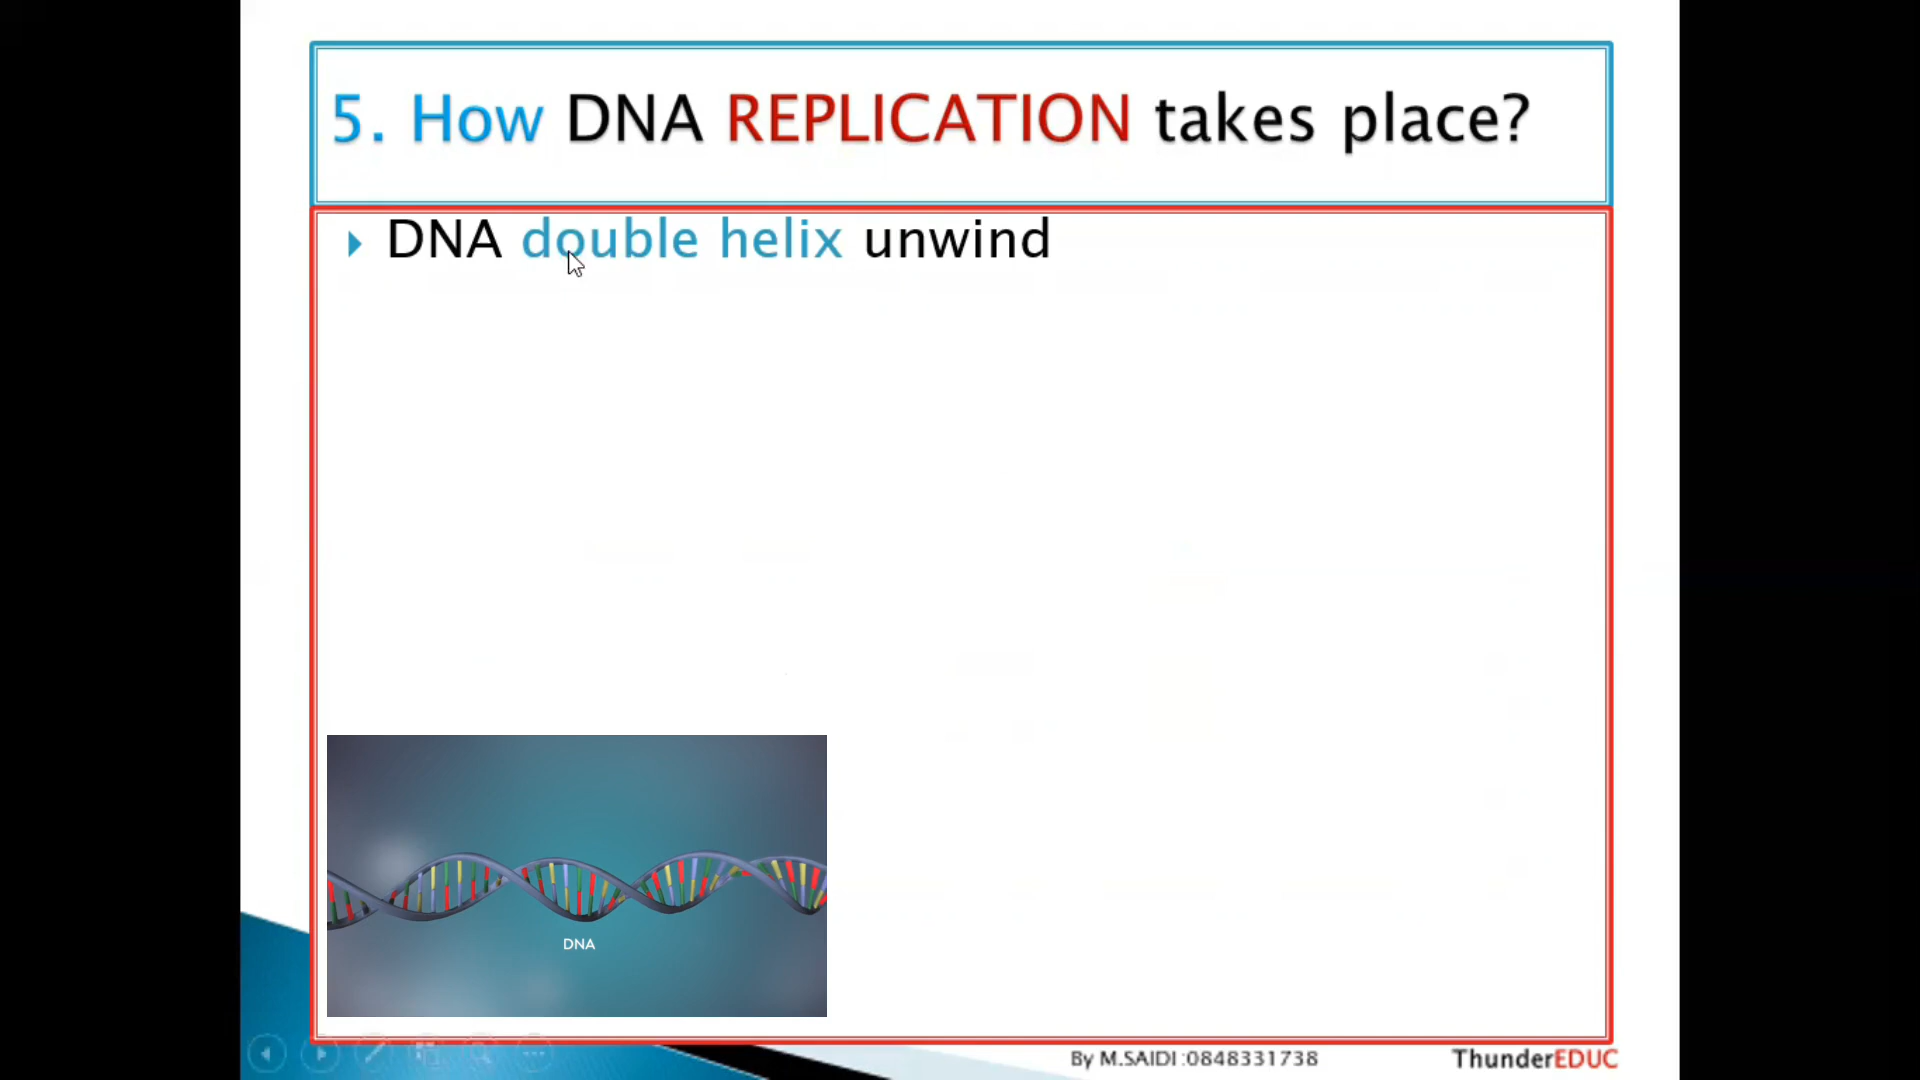 5. How DNA REPLICATION takes place?
DNA double helix unwind
DNA
By M.SAIDI :0848331738
ThunderEDUC